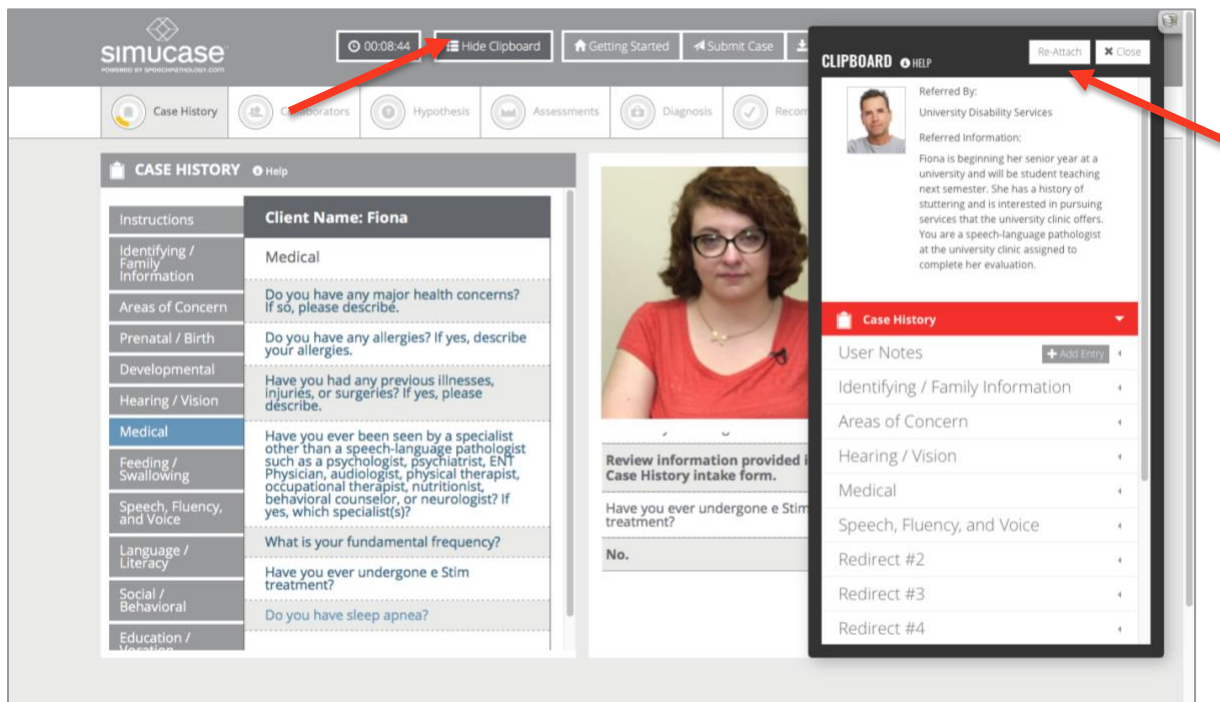 simucase
POWERED BY SPEECHPATHOLOGY.COM
00:08:44
Hide Clipboard
Getting Started
Submit Case
Case History
Collaborators
Hypothesis
Assessments
Diagnosis
Recom
CASE HISTORY Help
Instructions
Identifying /
Family
Information
Areas of Concern
Prenatal / Birth
Developmental
Hearing / Vision
Medical
Feeding /
Swallowing
Speech, Fluency,
and Voice
Language /
Literacy
Social /
Behavioral
Education /
Vocation
Client Name: Fiona
Medical
Do you have any major health concerns?
If so, please describe.
Do you have any allergies? If yes, describe
your allergies.
Have you had any previous illnesses,
injuries, or surgeries? If yes, please
describe.
Have you ever been seen by a specialist
other than a speech-language pathologist
such as a psychologist, psychiatrist, ENT
Physician, audiologist, physical therapist,
occupational therapist, nutritionist,
behavioral counselor, or neurologist? If
yes, which specialist(s)?
What is your fundamental frequency?
Have you ever undergone e Stim
treatment?
Do you have sleep apnea?
Review information provided i
Case History intake form.
Have you ever undergone e Stim
treatment?
No.
CLIPBOARD HELP
Re-Attach
Close
Referred By:
University Disability Services
Referred Information:
Fiona is beginning her senior year at a
university and will be student teaching
next semester. She has a history of
stuttering and is interested in pursuing
services that the university clinic offers.
You are a speech-language pathologist
at the university clinic assigned to
complete her evaluation.
Case History
User Notes
Add Entry
Identifying / Family Information
Areas of Concern
Hearing / Vision
Medical
Speech, Fluency, and Voice
Redirect #2
Redirect #3
Redirect #4